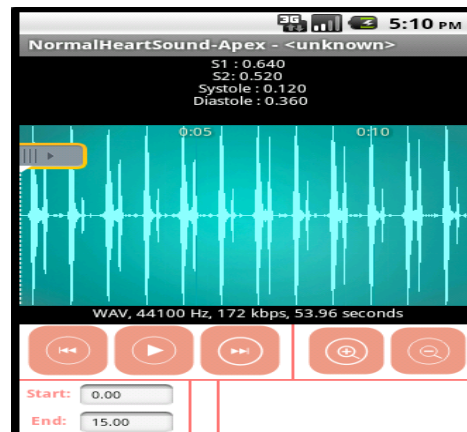 3G 5:10 PM
NormalHeartSound-Apex - <unknown>
S1 : 0.640
S2: 0.520
Systole : 0.120
Diastole : 0.360
0:05 0:10
WAV, 44100 Hz, 172 kbps, 53.96 seconds
Start: 0.00
End: 15.00